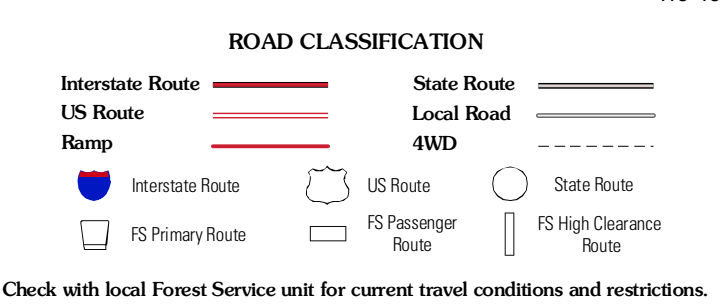 ROAD CLASSIFICATION
Interstate Route State Route
US Route Local Road
Ramp 4WD
Interstate Route US Route State Route
FS Primary Route FS Passenger Route FS High Clearance Route
Check with local Forest Service unit for current travel conditions and restrictions.